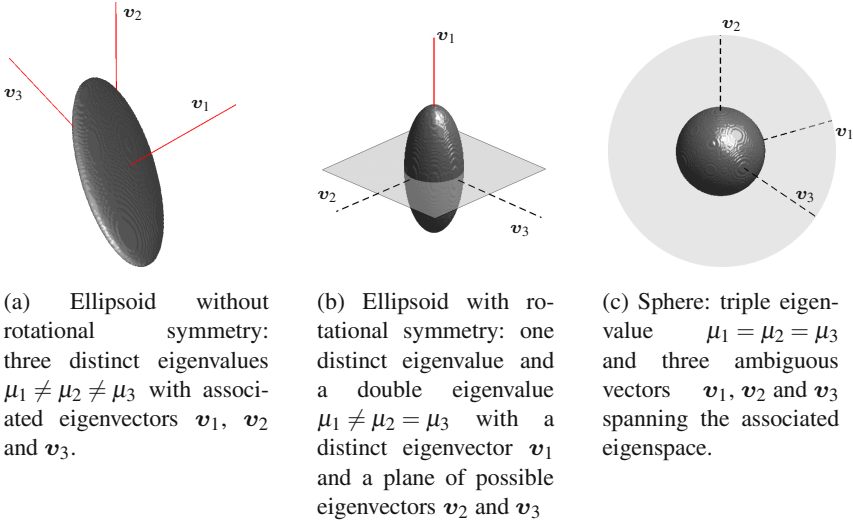 v₂
v₃
v₁
v₁
v₂
v₃
v₂
v₁
v₃
(a) Ellipsoid without
rotational symmetry:
three distinct eigenvalues
μ₁ ≠ μ₂ ≠ μ₃ with associ-
ated eigenvectors v₁, v₂
and v₃.
(b) Ellipsoid with ro-
tational symmetry: one
distinct eigenvalue and
a double eigenvalue
μ₁ ≠ μ₂ = μ₃ with a
distinct eigenvector v₁
and a plane of possible
eigenvectors v₂ and v₃
(c) Sphere: triple eigen-
value μ₁ = μ₂ = μ₃
and three ambiguous
vectors v₁, v₂ and v₃
spanning the associated
eigenspace.